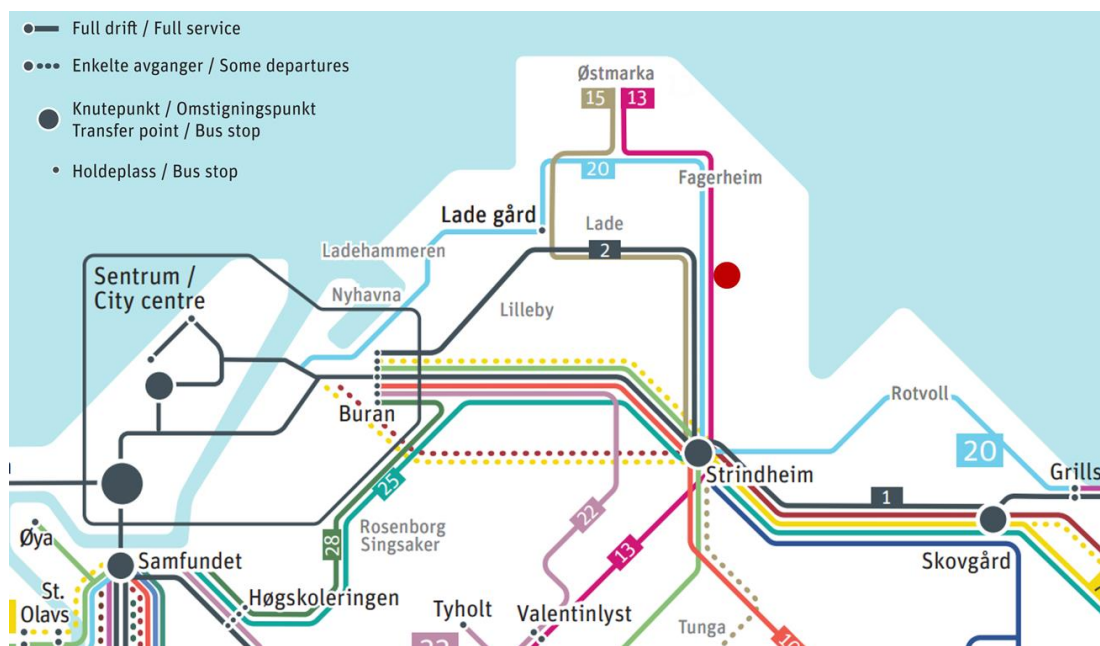 Full drift / Full service
Enkelte avganger / Some departures
Knutepunkt / Omstigningspunkt
Transfer point / Bus stop
Holdeplass / Bus stop
Østmarka
15 13
20
Fagerheim
Lade gård
Lade
2
Ladehammeren
Sentrum /
City centre
Nyhavna
Lilleby
Buran
Rotvoll
20
Strindheim
Grills
25
1
22
Rosenborg
Singsaker
28
13
Øya
Samfundet
Skovgård
St.
Olavs
Høgskoleringen
Tyholt
Valentinlyst
Tunga
22
10